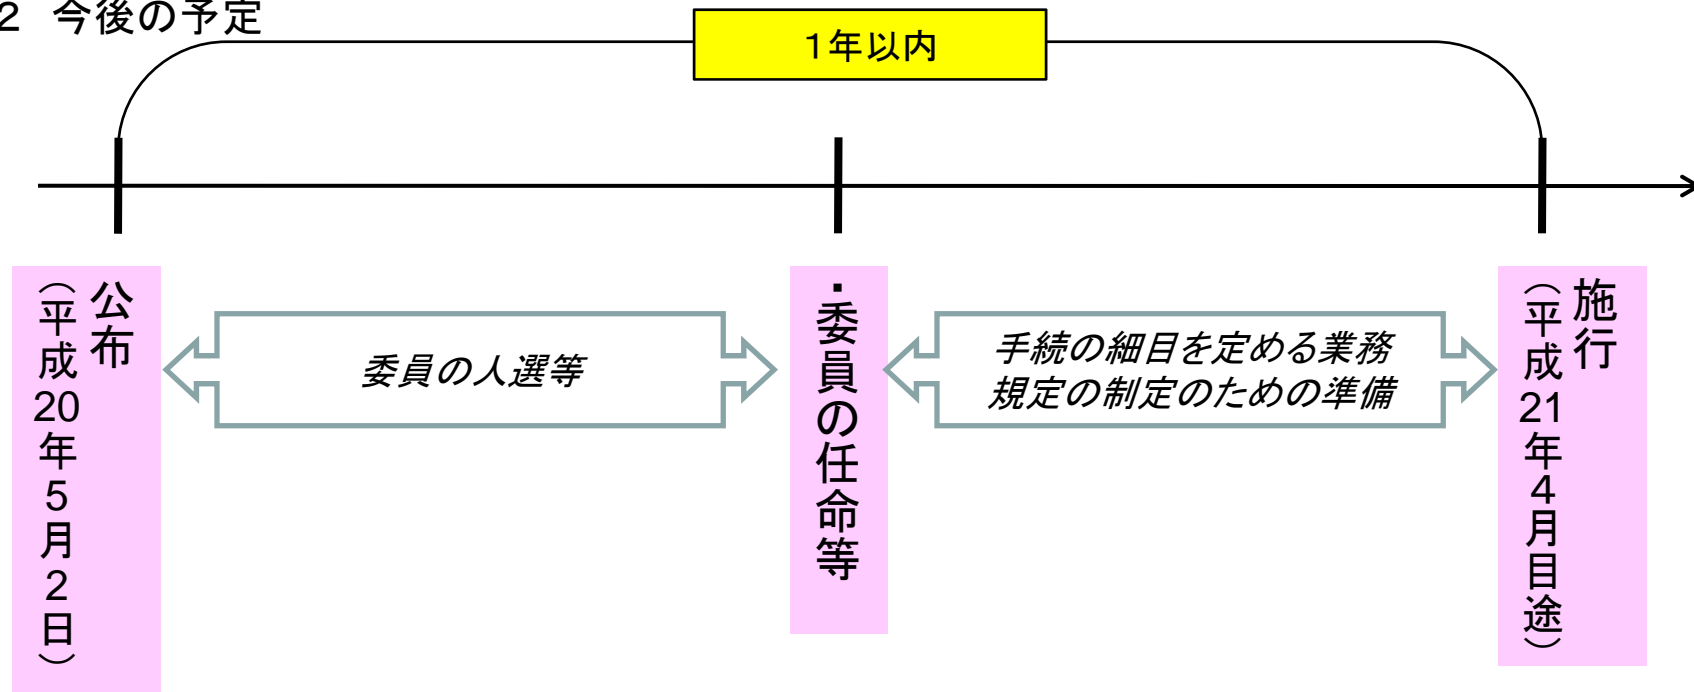 2 今後の予定
1年以内
公布
(平成20年5月2日)
委員の人選等
・委員の任命等
手続の細目を定める業務
規定の制定のための準備
施行
(平成21年4月目途)